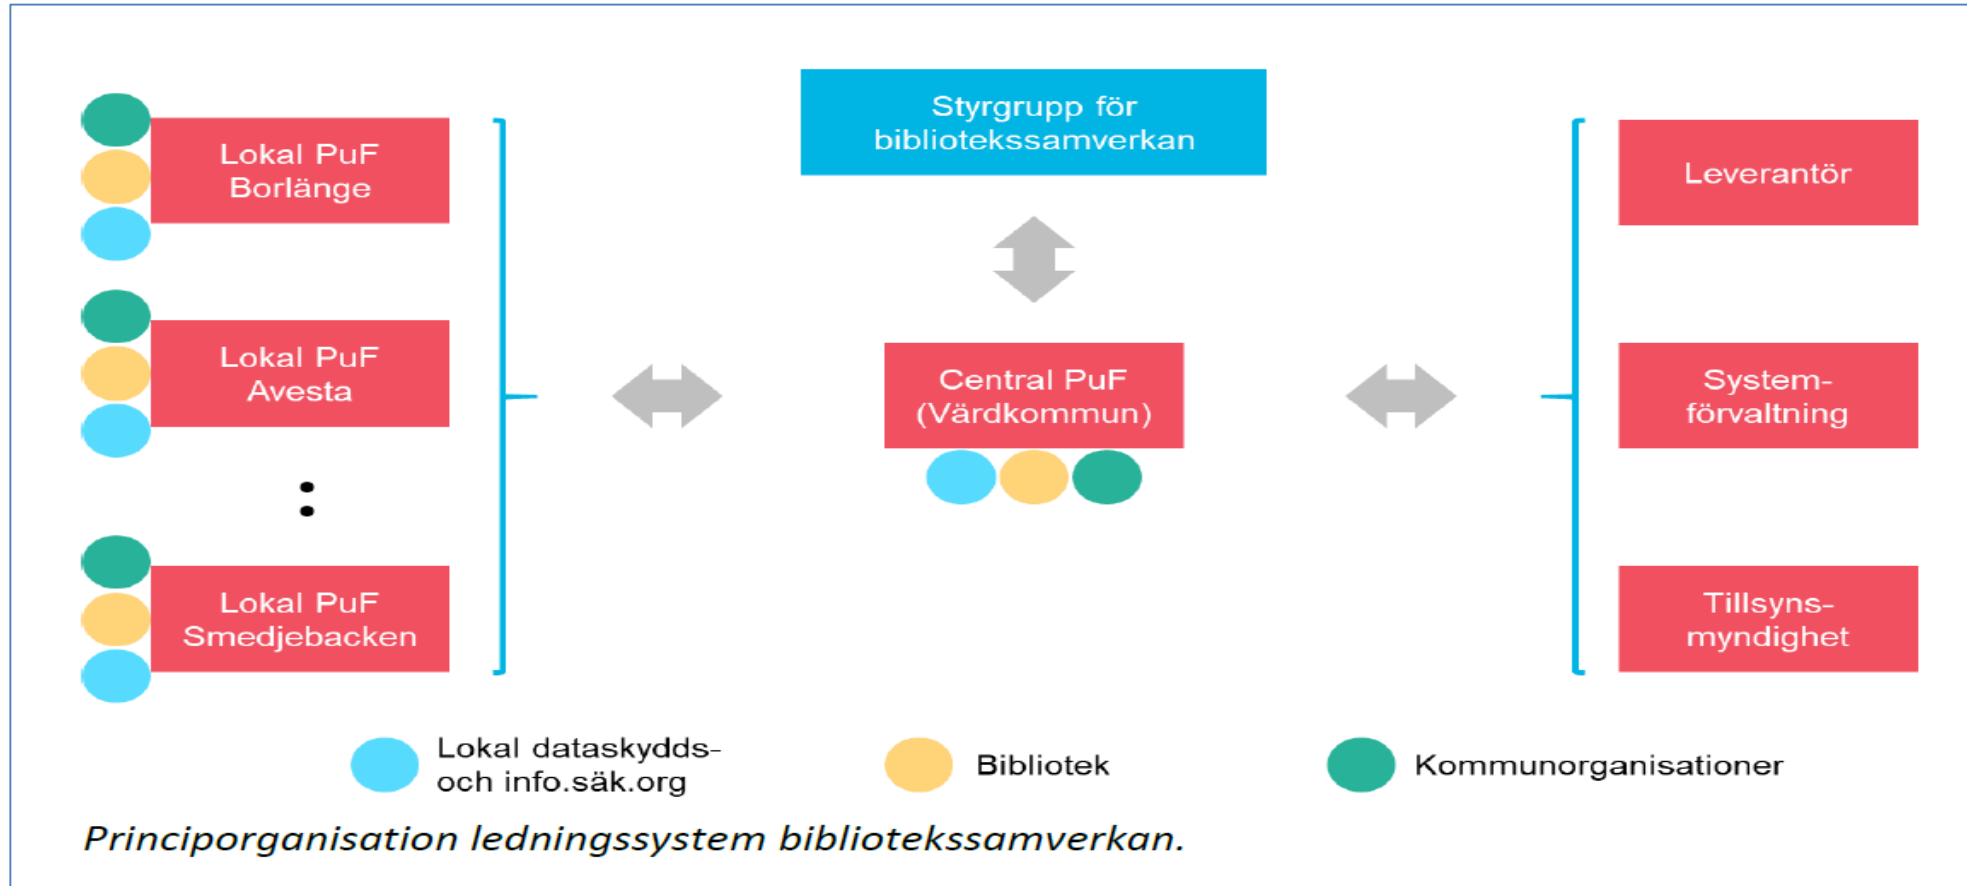 Styrgrupp för
bibliotekssamverkan
Lokal PuF
Borlänge
Lokal PuF
Avesta
:
Lokal PuF
Smedjebacken
Central PuF
(Värdkommun)
Leverantör
System-
förvaltning
Tillsyns-
myndighet
Lokal dataskydds-
och info.säk.org
Bibliotek
Kommunorganisationer
Principorganisation ledningssystem bibliotekssamverkan.